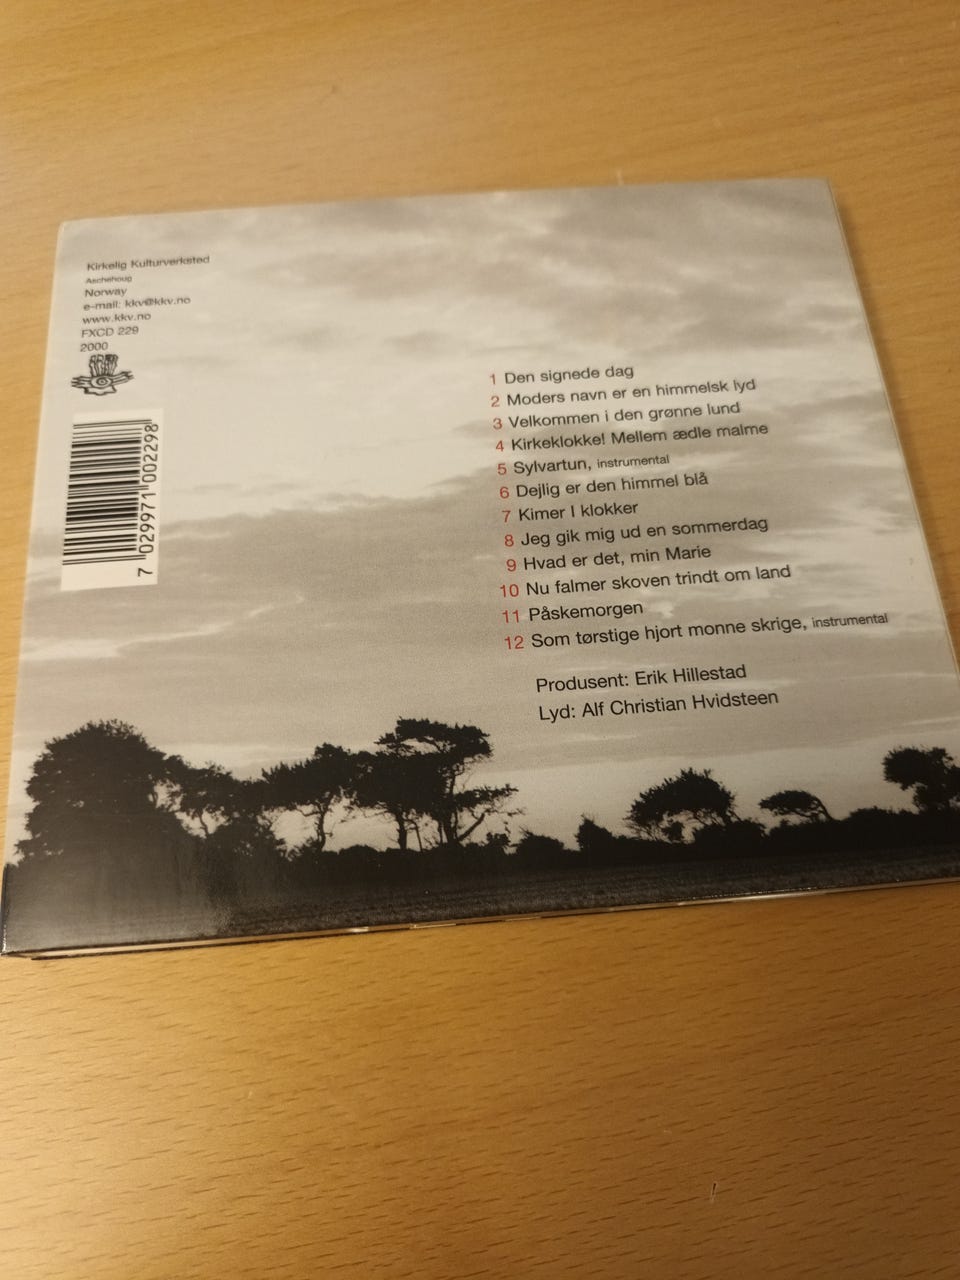 Kirkelig Kulturverksted
Aschehoug
Norway
e-mail: kkv@kkv.no
www.kkv.no
FXCD 229
2000
7 029971 002298
1 Den signede dag
2 Moders navn er en himmelsk lyd
3 Velkommen i den grønne lund
4 Kirkeklokke! Mellem ædle malme
5 Sylvartun, instrumental
6 Dejlig er den himmel blå
7 Kimer I klokker
8 Jeg gik mig ud en sommerdag
9 Hvad er det, min Marie
10 Nu falmer skoven trindt om land
11 Påskemorgen
12 Som tørstige hjort monne skrige, instrumental
Produsent: Erik Hillestad
Lyd: Alf Christian Hvidsteen